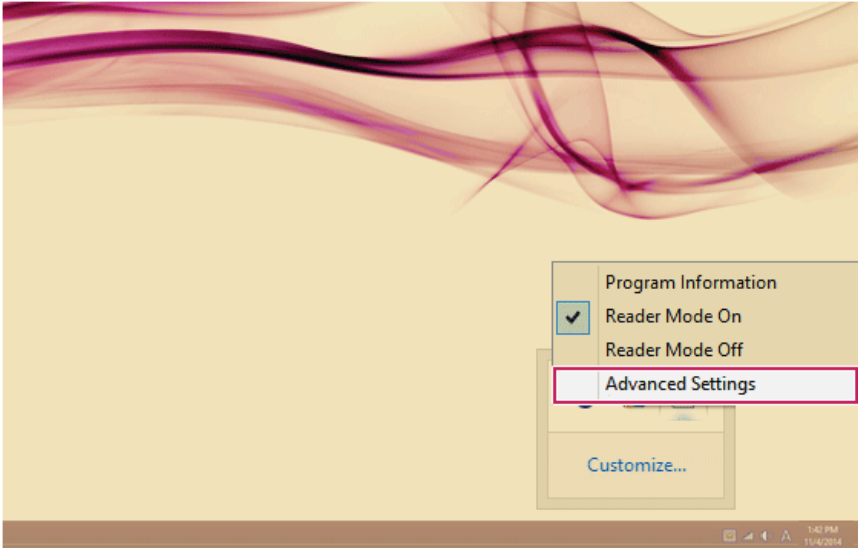 Program Information
Reader Mode On
Reader Mode Off
Advanced Settings
Customize...
A
1:42 PM
11/4/2014